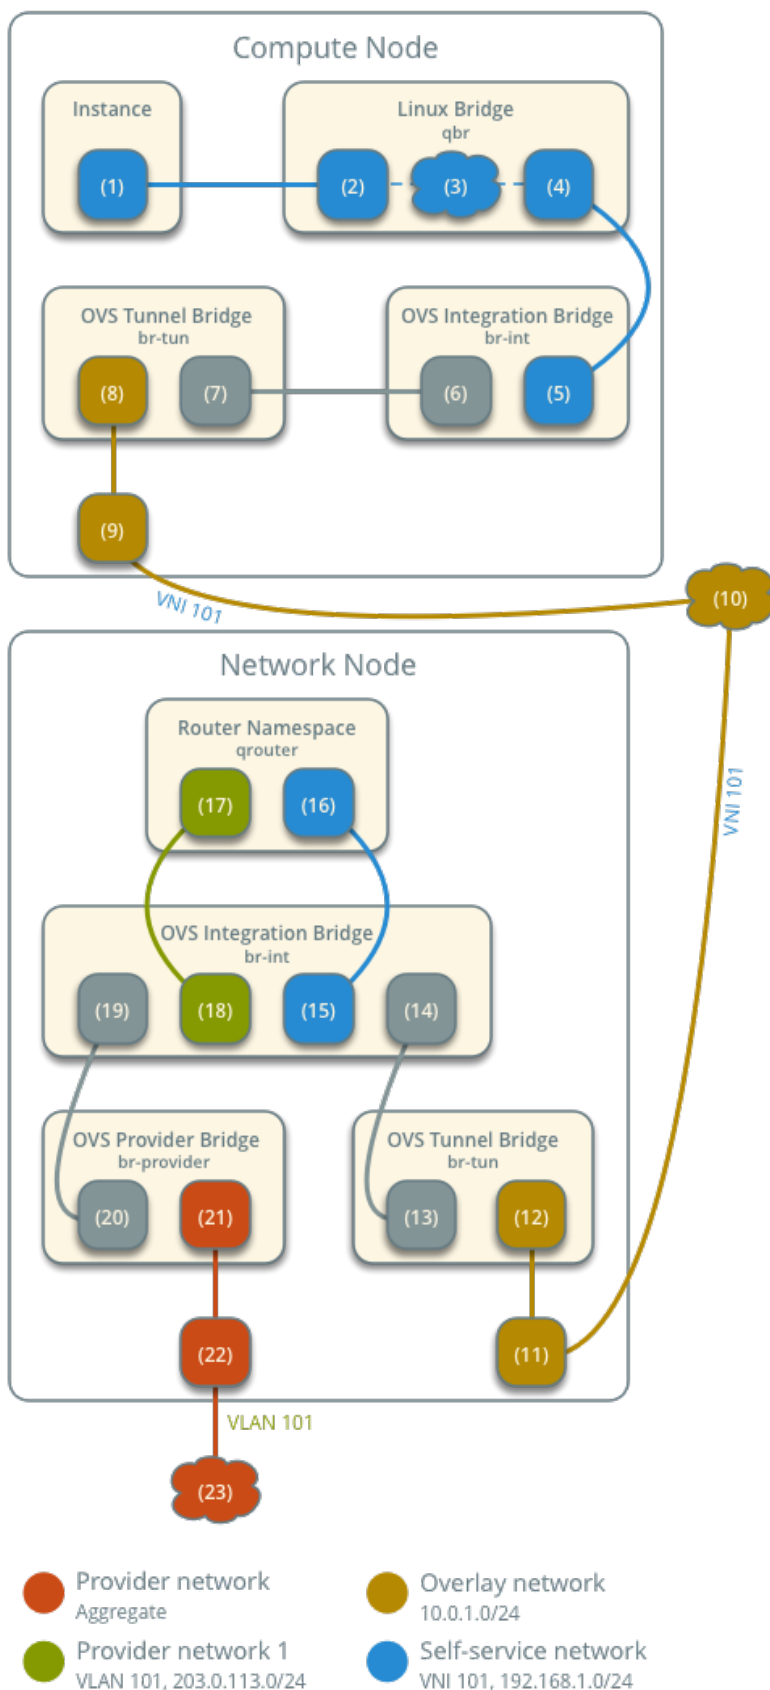 Compute Node
Instance
Linux Bridge
qbr
(1)
(2)
(3)
(4)
OVS Tunnel Bridge
br-tun
OVS Integration Bridge
br-int
(8)
(7)
(6)
(5)
(9)
VNI 101
(10)
Network Node
Router Namespace
qrouter
(17)
(16)
VNI 101
OVS Integration Bridge
br-int
(19)
(18)
(15)
(14)
OVS Provider Bridge
br-provider
OVS Tunnel Bridge
br-tun
(20)
(21)
(13)
(12)
(22)
(11)
VLAN 101
(23)
Provider network
Aggregate
Overlay network
10.0.1.0/24
Provider network 1
VLAN 101, 203.0.113.0/24
Self-service network
VNI 101, 192.168.1.0/24